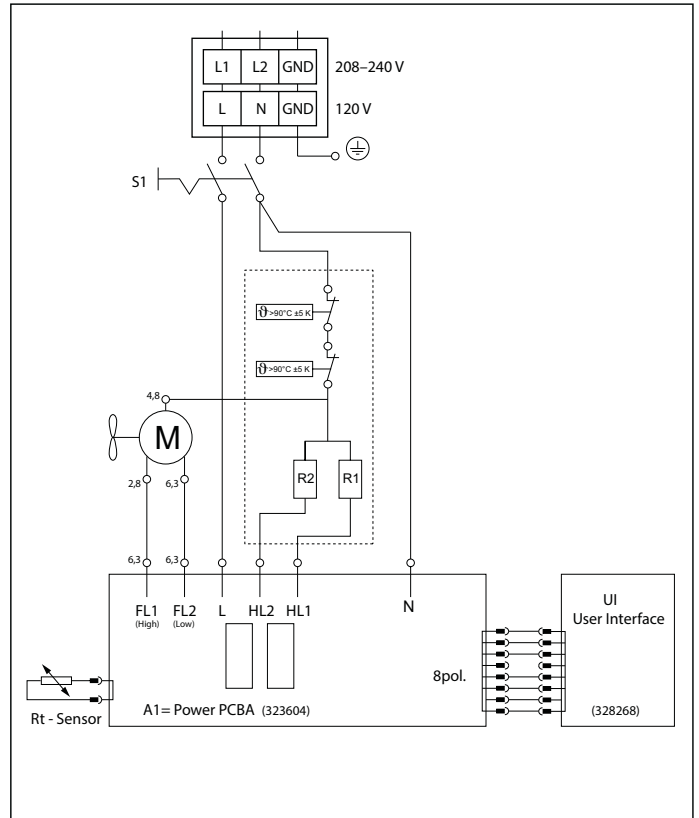 L1 L2 GND 208–240 V
L N GND 120 V
S1
ϑ >90°C ±5 K
ϑ >90°C ±5 K
4,8
M
R2 R1
2,8 6,3
6,3 6,3
FL1 FL2 L HL2 HL1 N
(High) (Low)
UI
User Interface
8pol.
A1= Power PCBA (323604)
(328268)
Rt - Sensor